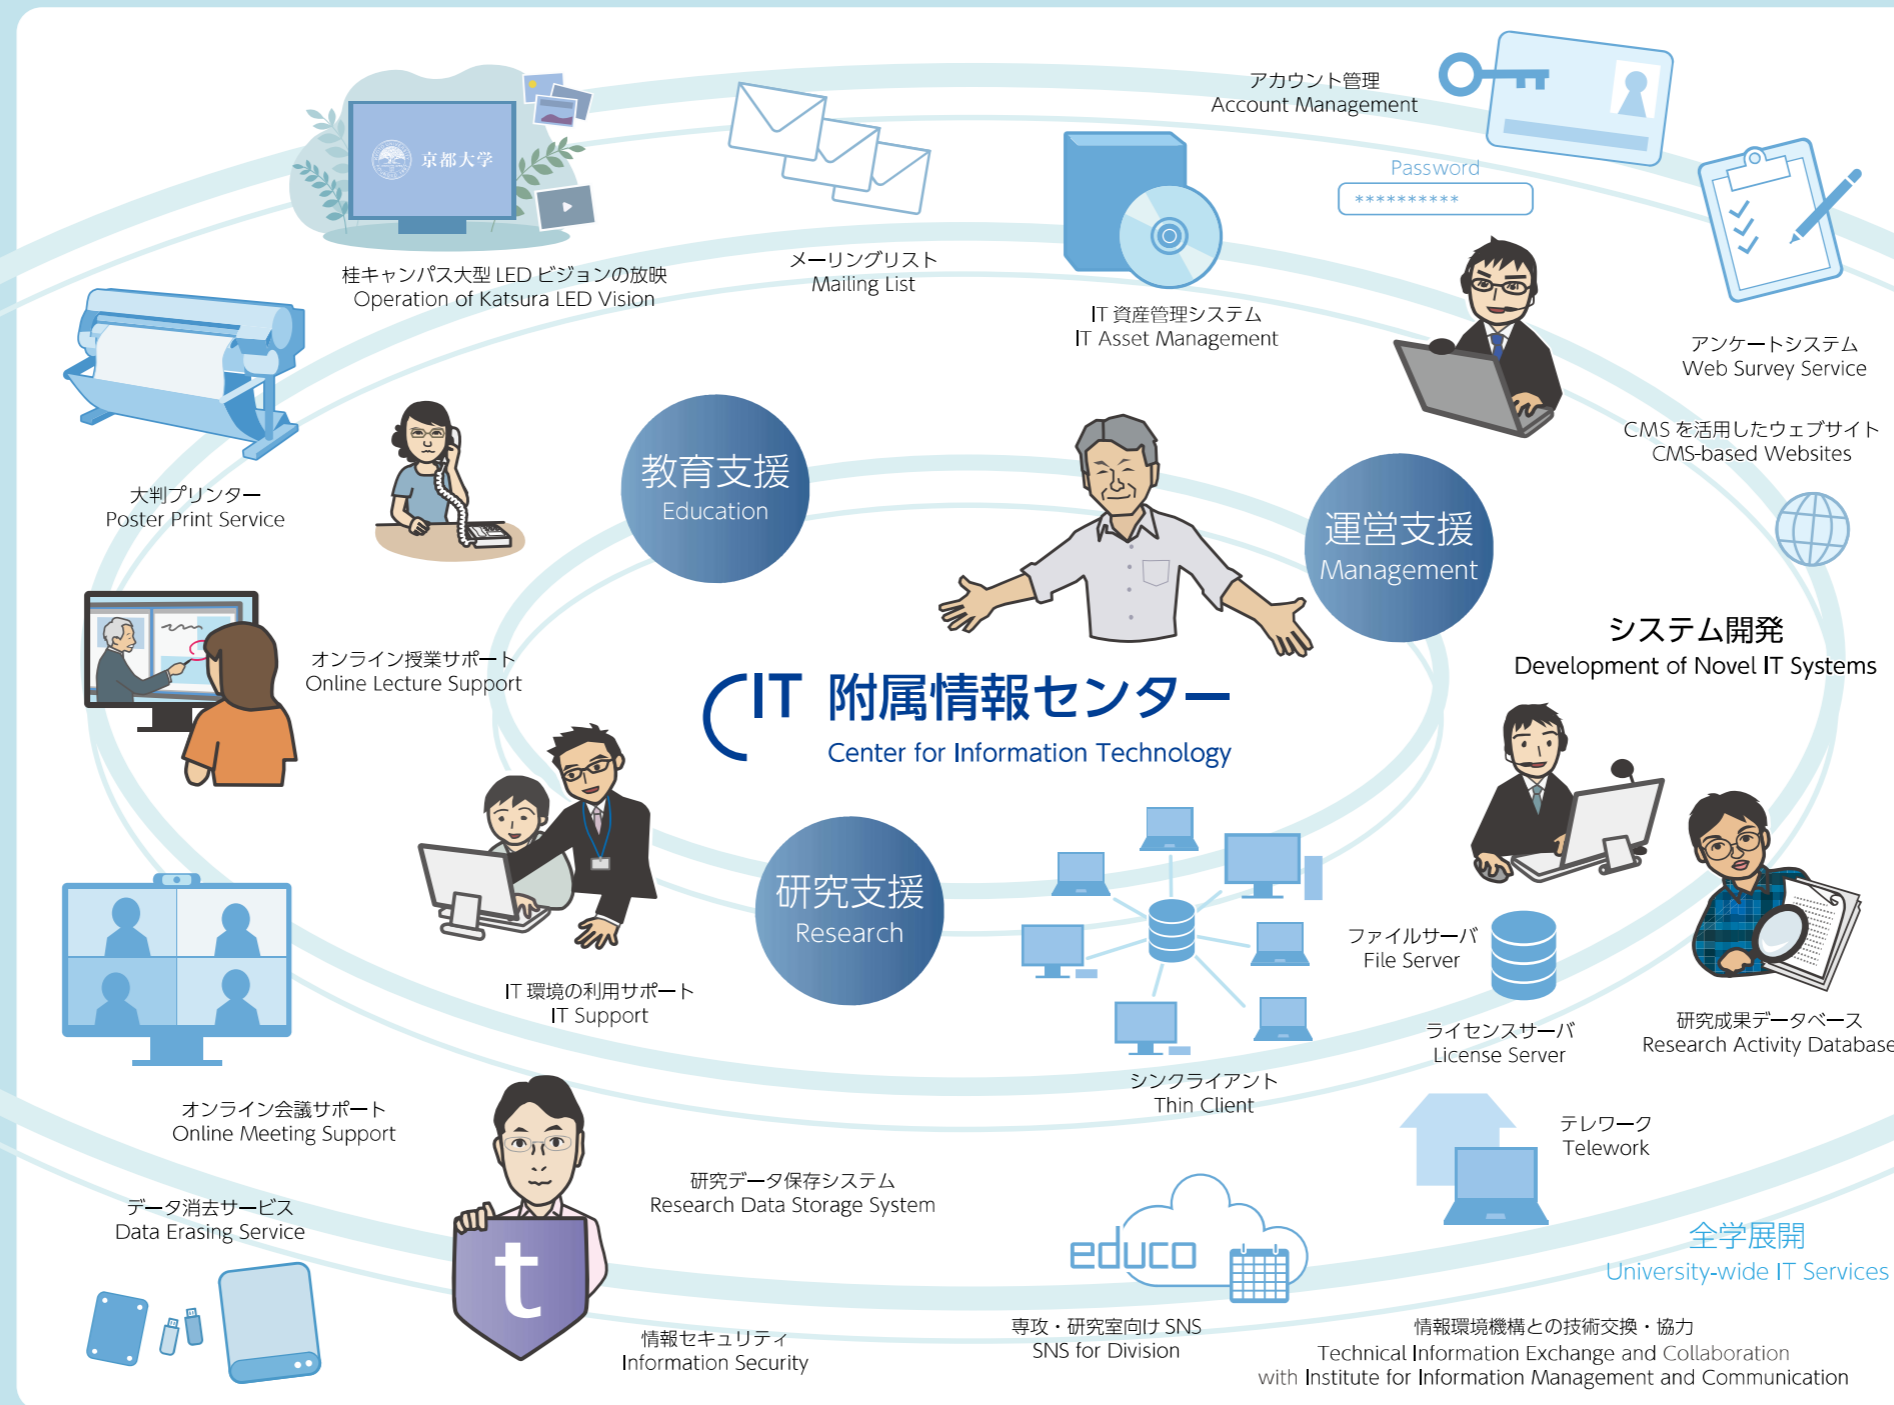 アカウント管理
Account Management
京都大学
Password
**********
桂キャンパス大型 LED ビジョンの放映
Operation of Katsura LED Vision
メーリングリスト
Mailing List
IT 資産管理システム
IT Asset Management
アンケートシステム
Web Survey Service
CMS を活用したウェブサイト
CMS-based Websites
大判プリンター
Poster Print Service
教育支援
Education
運営支援
Management
システム開発
Development of Novel IT Systems
オンライン授業サポート
Online Lecture Support
CIT 附属情報センター
Center for Information Technology
研究支援
Research
ファイルサーバ
File Server
IT 環境の利用サポート
IT Support
ライセンスサーバ
License Server
研究成果データベース
Research Activity Database
シンクライアント
Thin Client
オンライン会議サポート
Online Meeting Support
テレワーク
Telework
研究データ保存システム
Research Data Storage System
データ消去サービス
Data Erasing Service
t
educo
全学展開
University-wide IT Services
情報セキュリティ
Information Security
専攻・研究室向け SNS
SNS for Division
情報環境機構との技術交換・協力
Technical Information Exchange and Collaboration
with Institute for Information Management and Communication